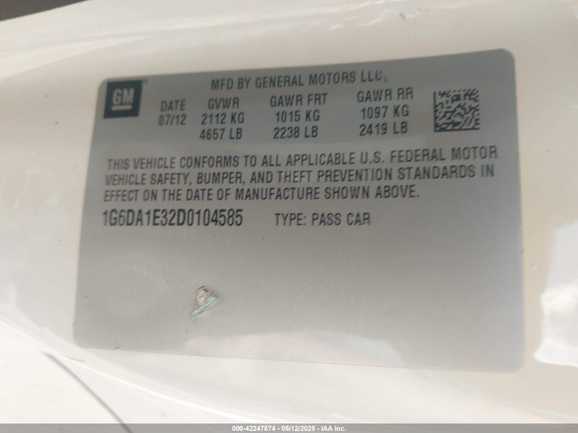 GM
MFD BY GENERAL MOTORS LLC,
DATE GVWR GAWR FRT GAWR RR
07/12 2112 KG 1015 KG 1097 KG
4657 LB 2238 LB 2419 LB
THIS VEHICLE CONFORMS TO ALL APPLICABLE U.S. FEDERAL MOTOR
VEHICLE SAFETY, BUMPER, AND THEFT PREVENTION STANDARDS IN
EFFECT ON THE DATE OF MANUFACTURE SHOWN ABOVE.
1G6DA1E32D0104585 TYPE: PASS CAR
000-42247674 - 05/12/2025 - IAA Inc.